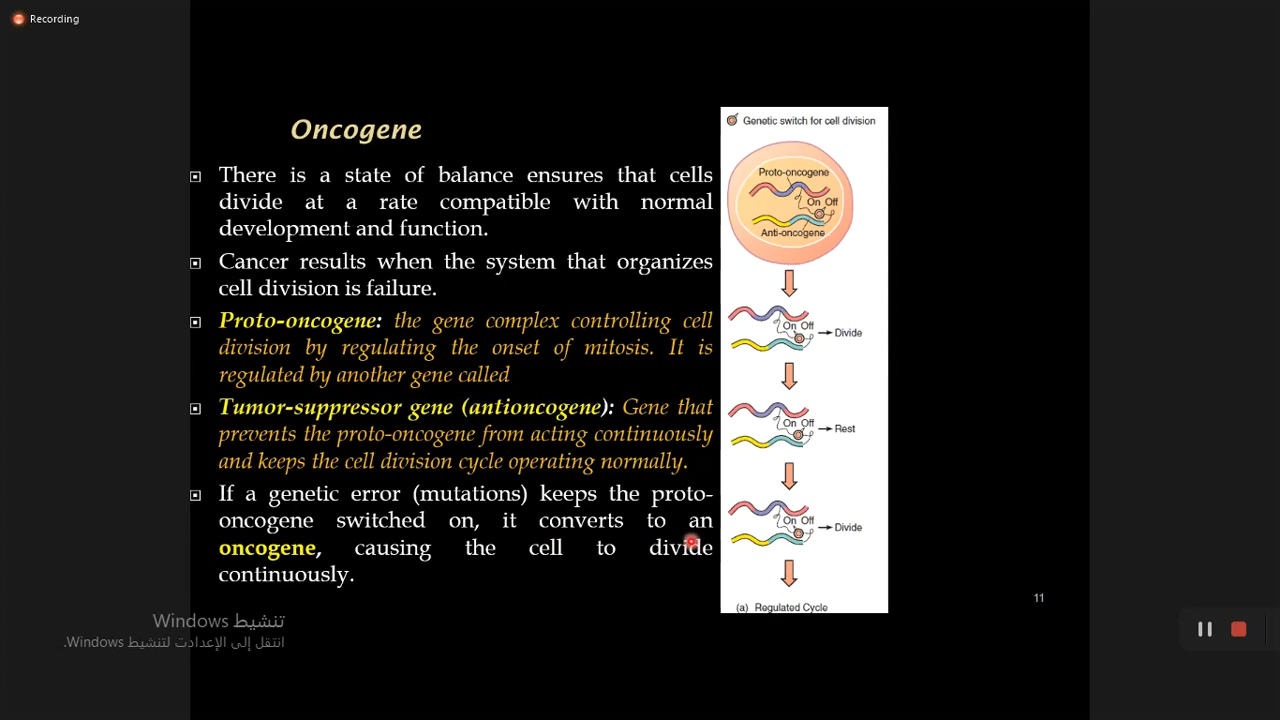 Recording
Oncogene
There is a state of balance ensures that cells
divide at a rate compatible with normal
development and function.
Cancer results when the system that organizes
cell division is failure.
Proto-oncogene: the gene complex controlling cell
division by regulating the onset of mitosis. It is
regulated by another gene called
Tumor-suppressor gene (antioncogene): Gene that
prevents the proto-oncogene from acting continuously
and keeps the cell division cycle operating normally.
If a genetic error (mutations) keeps the proto-
oncogene switched on, it converts to an
oncogene, causing the cell to divide
continuously.
Genetic switch for cell division
Proto-oncogene
On Off
Anti-oncogene
On Off
Divide
On Off
Rest
On Off
Divide
(a) Regulated Cycle
11
تنشيط Windows
انتقل إلى الإعدادت لتنشيط Windows.